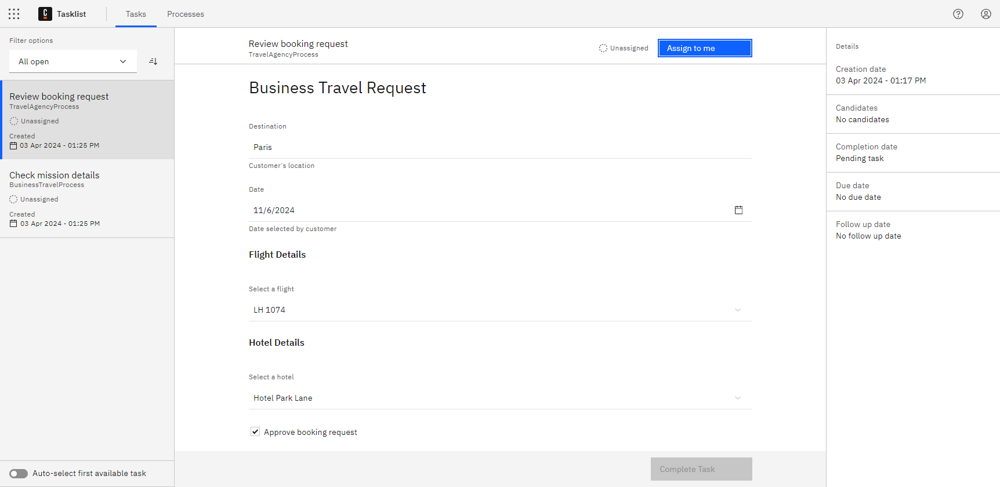 Tasklist
Tasks
Processes
Filter options
All open
Review booking request
TravelAgencyProcess
Unassigned
Created
03 Apr 2024 - 01:25 PM
Check mission details
BusinessTravelProcess
Unassigned
Created
03 Apr 2024 - 01:25 PM
Auto-select first available task
Review booking request
TravelAgencyProcess
Unassigned
Assign to me
Business Travel Request
Destination
Paris
Customer's location
Date
11/6/2024
Date selected by customer
Flight Details
Select a flight
LH 1074
Hotel Details
Select a hotel
Hotel Park Lane
Approve booking request
Complete Task
Details
Creation date
03 Apr 2024 - 01:17 PM
Candidates
No candidates
Completion date
Pending task
Due date
No due date
Follow up date
No follow up date